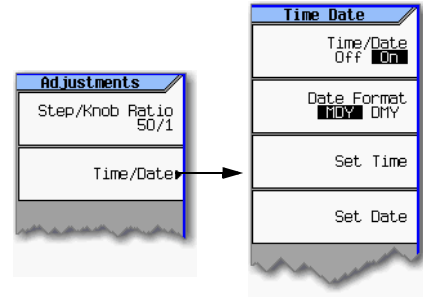 Adjustments
Step/Knob Ratio
50/1
Time/Date
Time Date
Time/Date
Off On
Date Format
MDY DMY
Set Time
Set Date